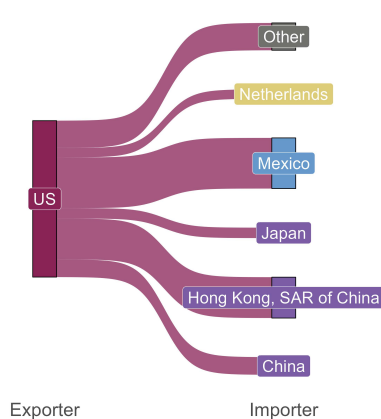 Other
Netherlands
Mexico
US
Japan
Hong Kong, SAR of China
China
Exporter Importer